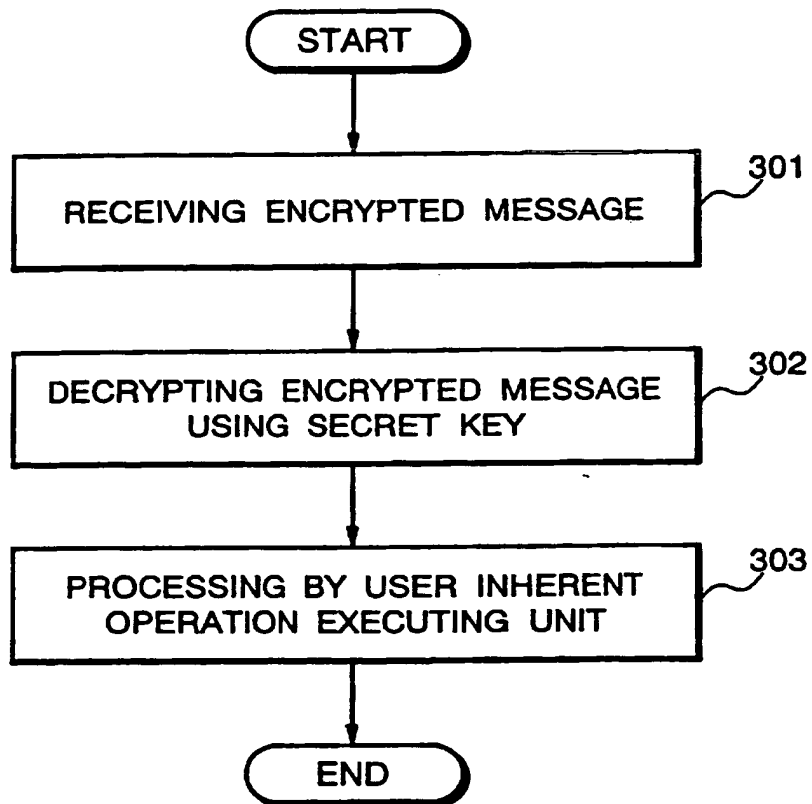 START
301
RECEIVING ENCRYPTED MESSAGE
302
DECRYPTING ENCRYPTED MESSAGE
USING SECRET KEY
303
PROCESSING BY USER INHERENT
OPERATION EXECUTING UNIT
END